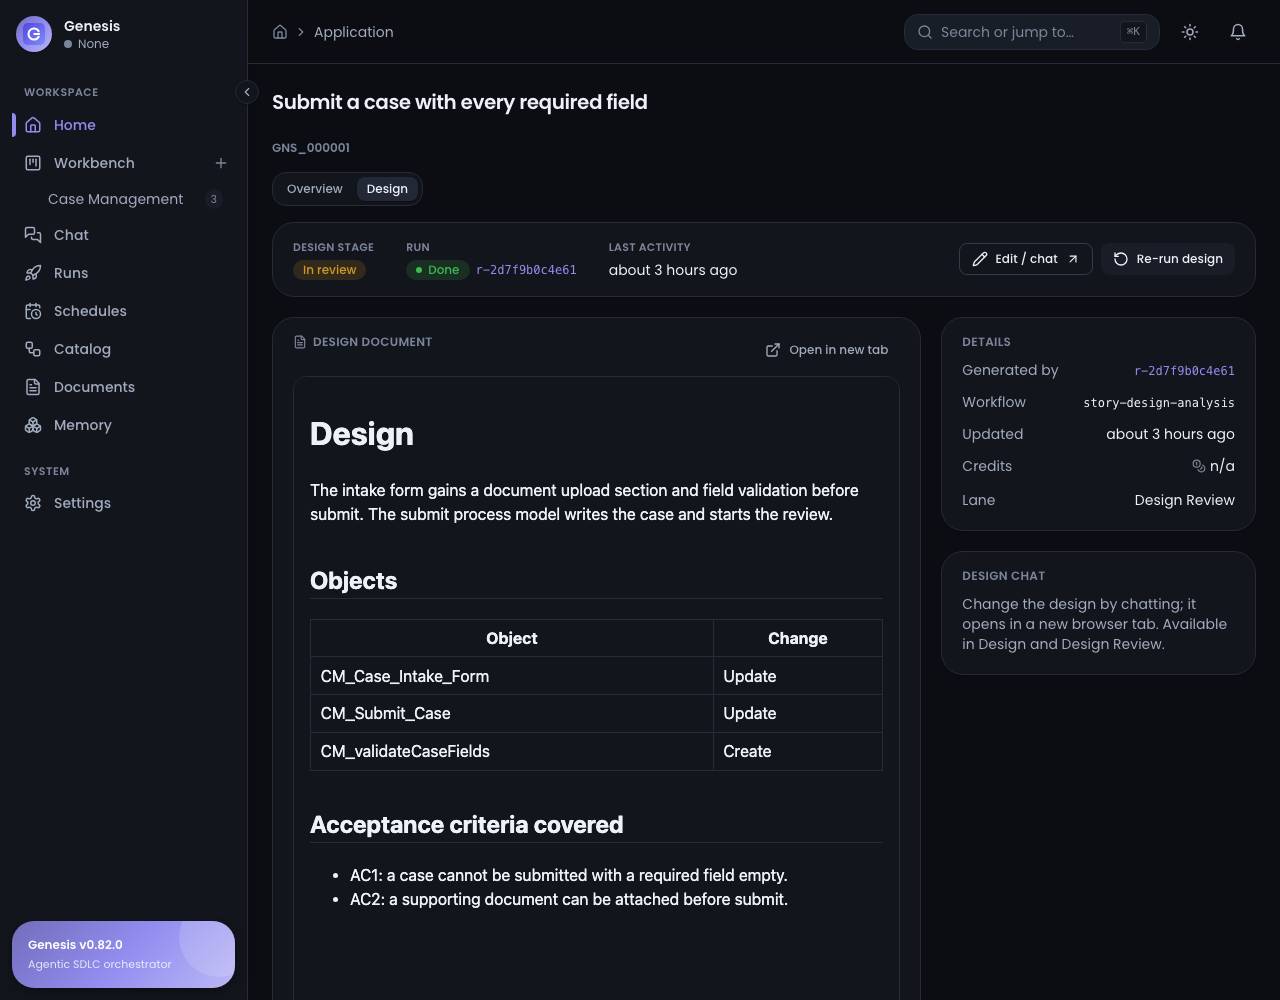 Genesis
None
Application
Search or jump to...
⌘K
WORKSPACE
Home
Workbench
Case Management
3
Chat
Runs
Schedules
Catalog
Documents
Memory
SYSTEM
Settings
Genesis v0.82.0
Agentic SDLC orchestrator
Submit a case with every required field
GNS_000001
Overview
Design
DESIGN STAGE
In review
RUN
Done
r-2d7f9b0c4e61
LAST ACTIVITY
about 3 hours ago
Edit / chat
Re-run design
DESIGN DOCUMENT
Open in new tab
Design
The intake form gains a document upload section and field validation before
submit. The submit process model writes the case and starts the review.
Objects
Object Change
CM_Case_Intake_Form Update
CM_Submit_Case Update
CM_validateCaseFields Create
Acceptance criteria covered
• AC1: a case cannot be submitted with a required field empty.
• AC2: a supporting document can be attached before submit.
DETAILS
Generated by r-2d7f9b0c4e61
Workflow story-design-analysis
Updated about 3 hours ago
Credits n/a
Lane Design Review
DESIGN CHAT
Change the design by chatting; it
opens in a new browser tab. Available
in Design and Design Review.